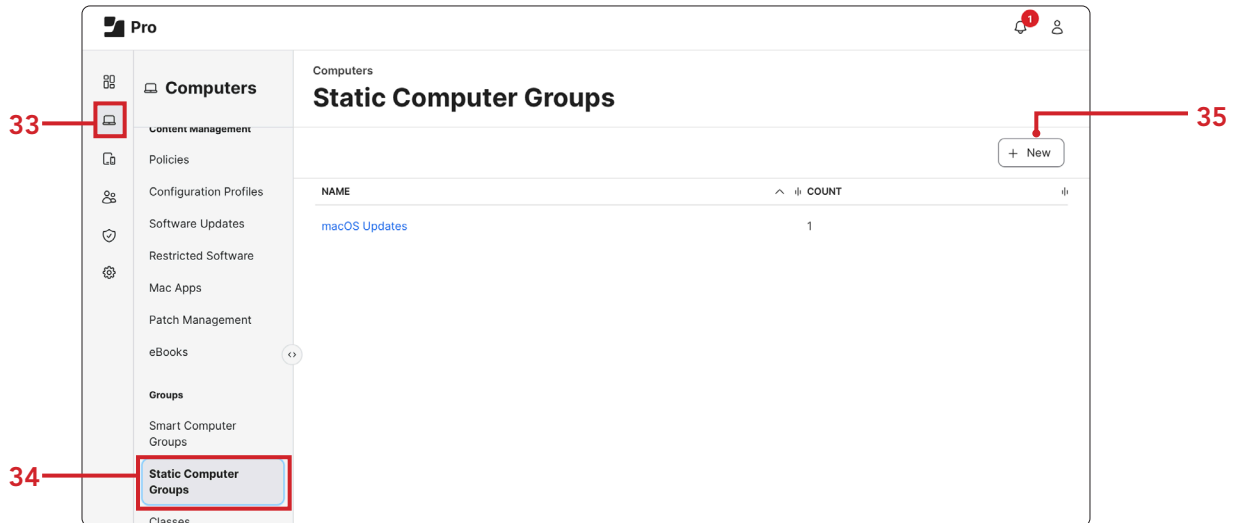 Pro
1
Computers
Content Management
Policies
Configuration Profiles
Software Updates
Restricted Software
Mac Apps
Patch Management
eBooks
Groups
Smart Computer
Groups
Static Computer
Groups
Classes
Computers
Static Computer Groups
+ New
NAME
COUNT
macOS Updates
1
33
34
35